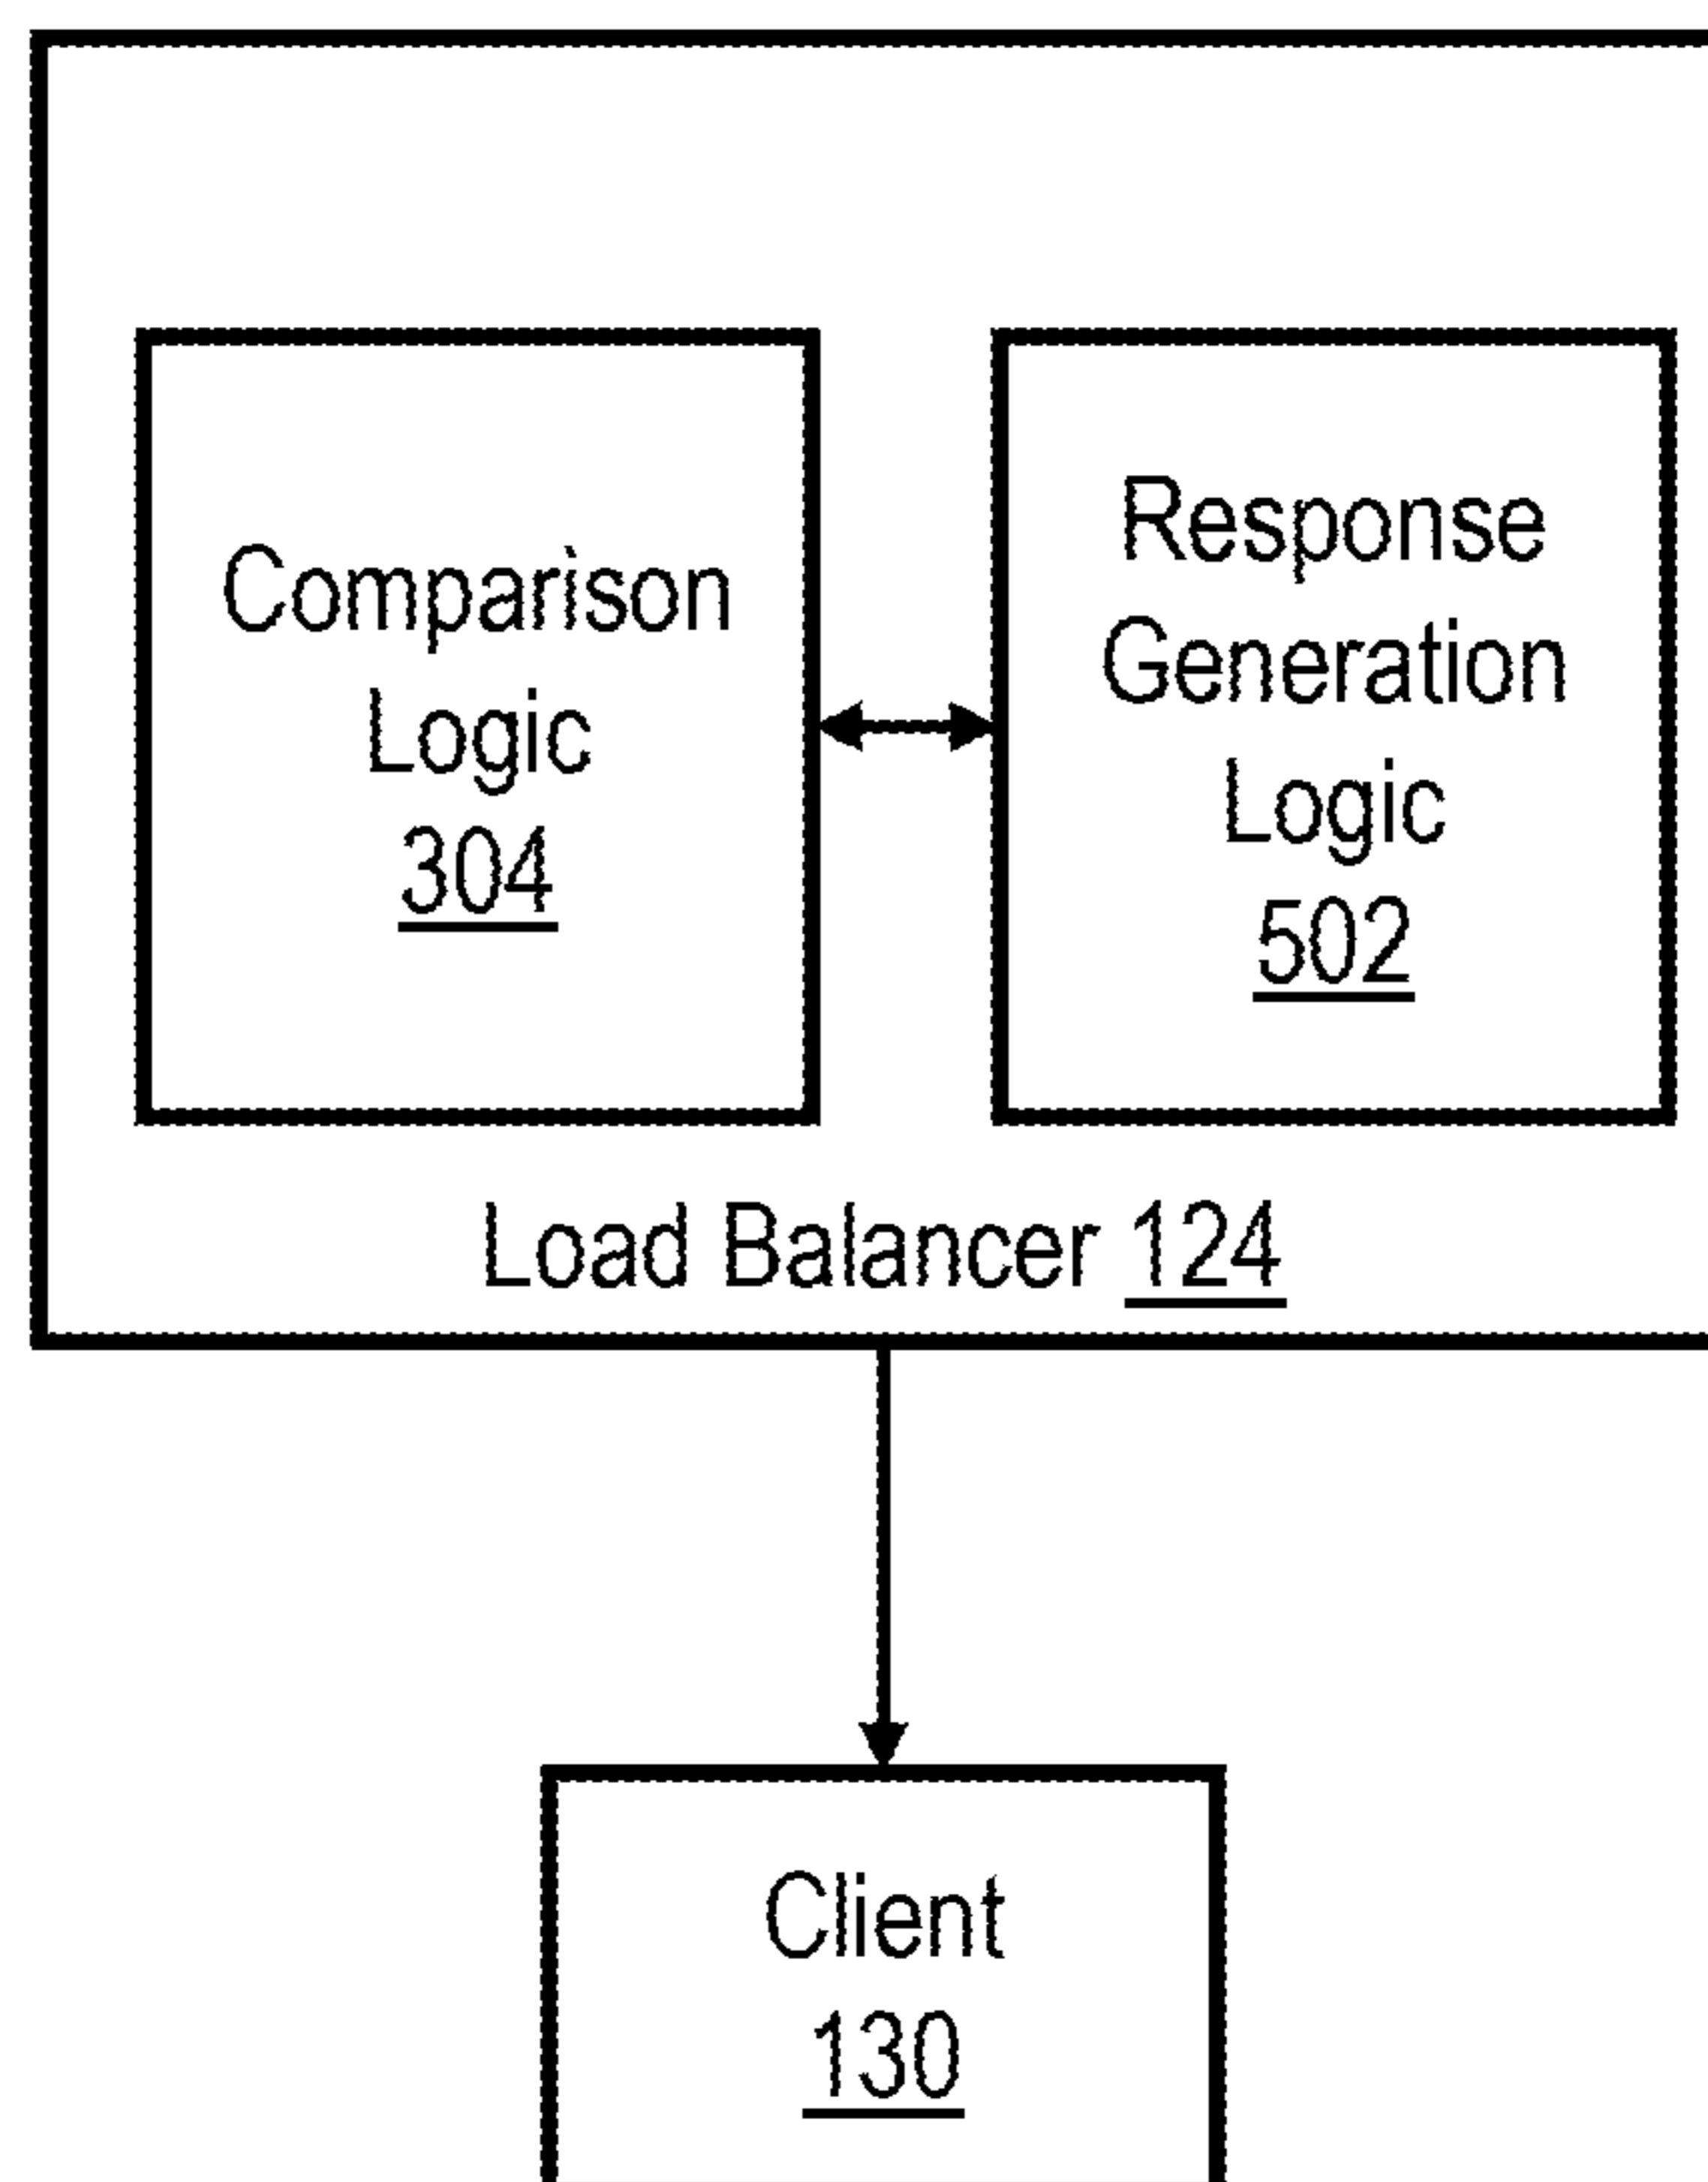 Comparison
Logic
304
Response
Generation
Logic
502
Load Balancer 124
Client
130